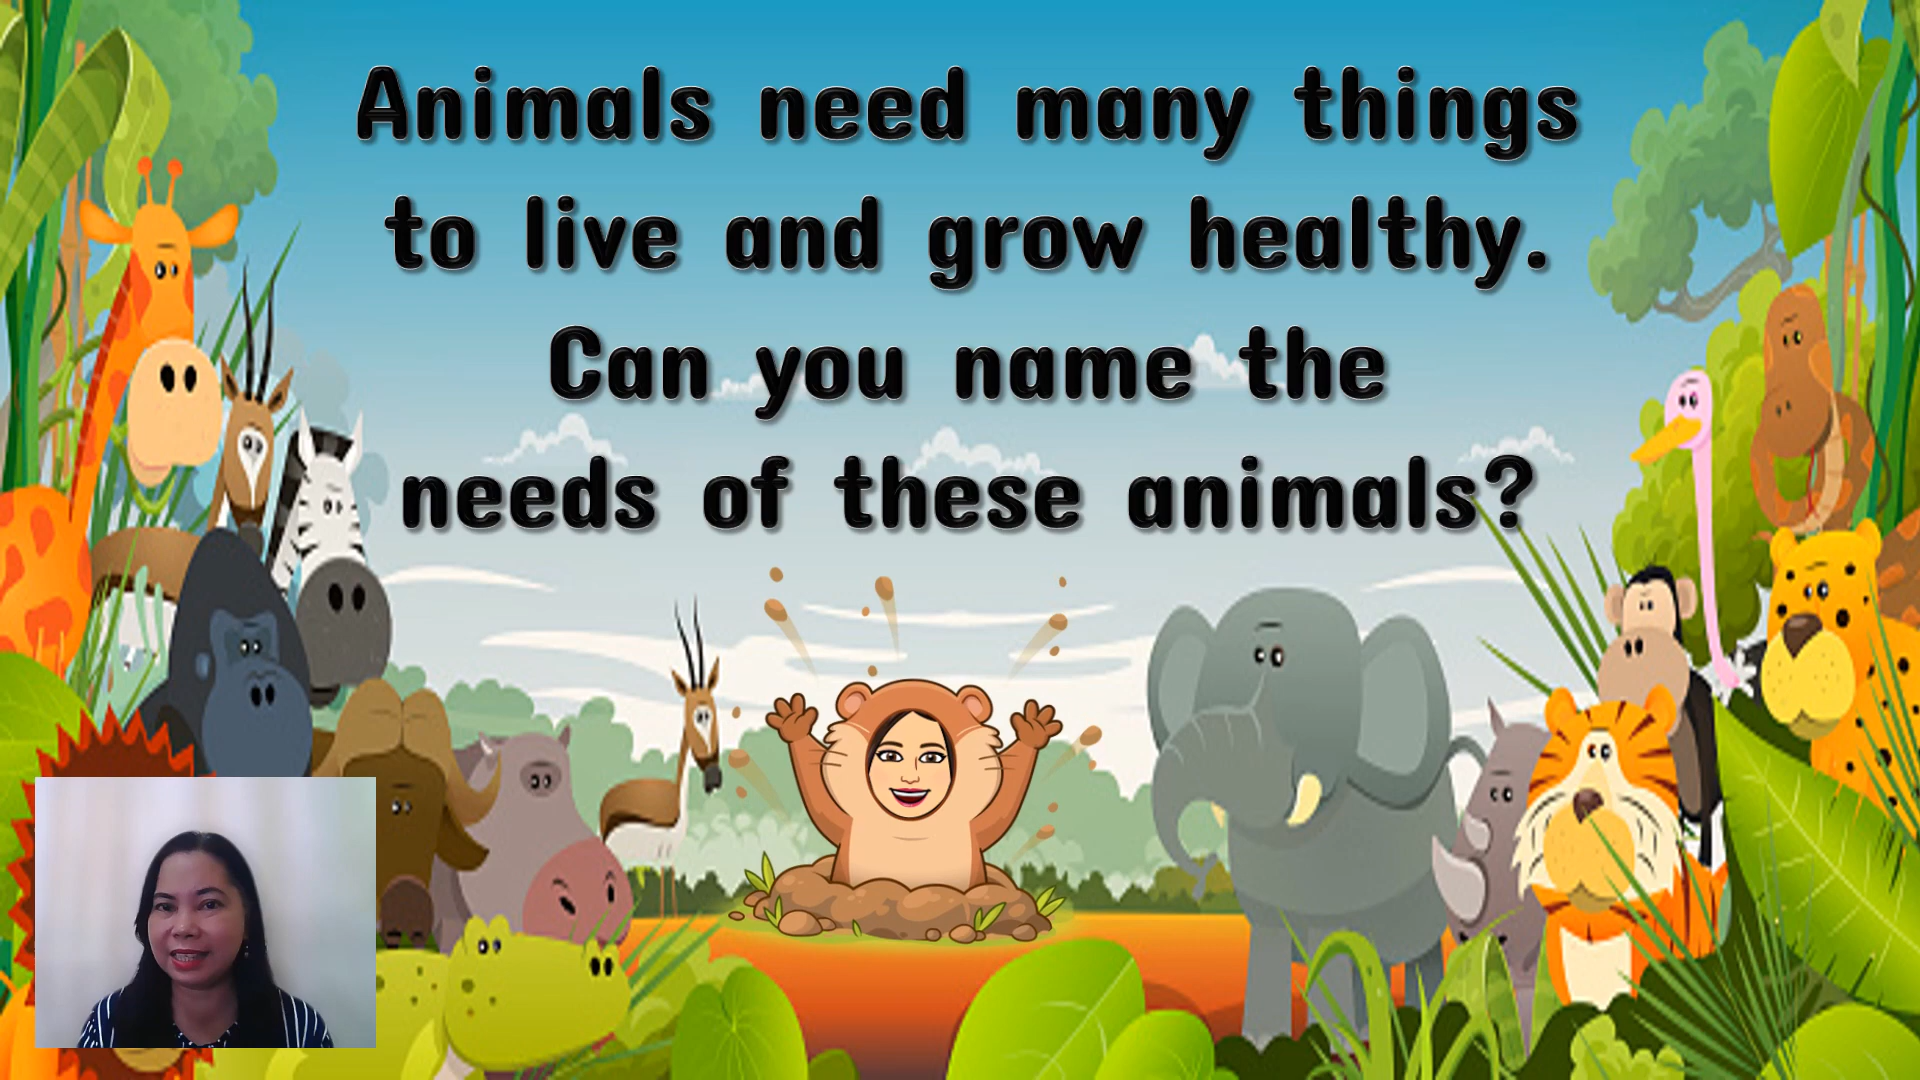 Animals need many things
to live and grow healthy.
Can you name the
needs of these animals?